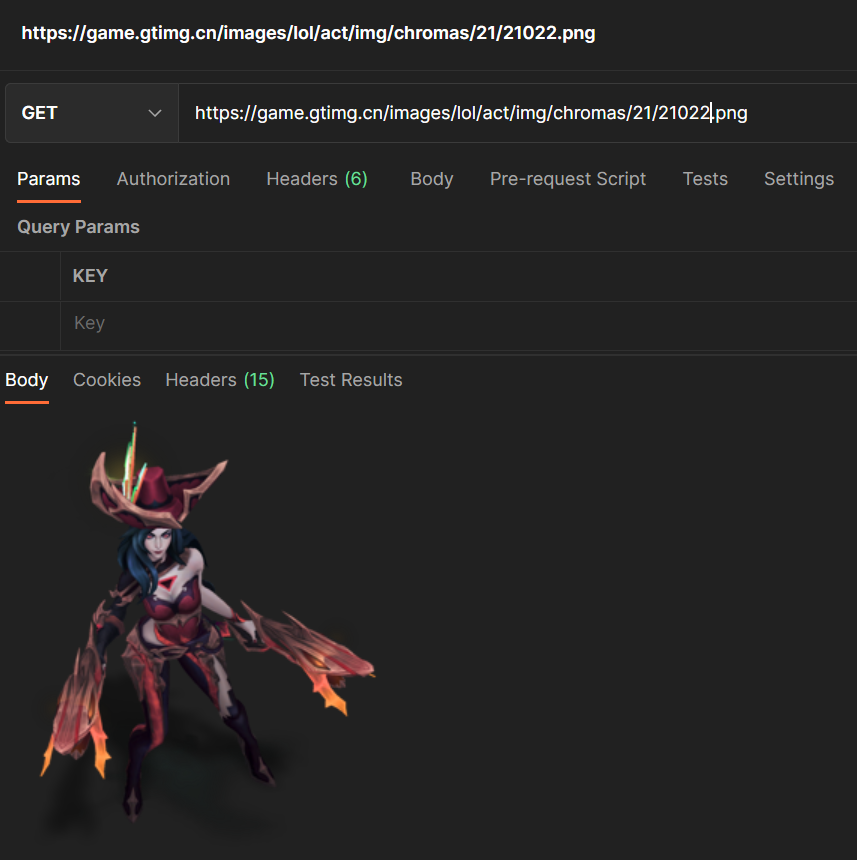 https://game.gtimg.cn/images/lol/act/img/chromas/21/21022.png
GET https://game.gtimg.cn/images/lol/act/img/chromas/21/21022.png
Params Authorization Headers (6) Body Pre-request Script Tests Settings
Query Params
KEY
Key
Body Cookies Headers (15) Test Results